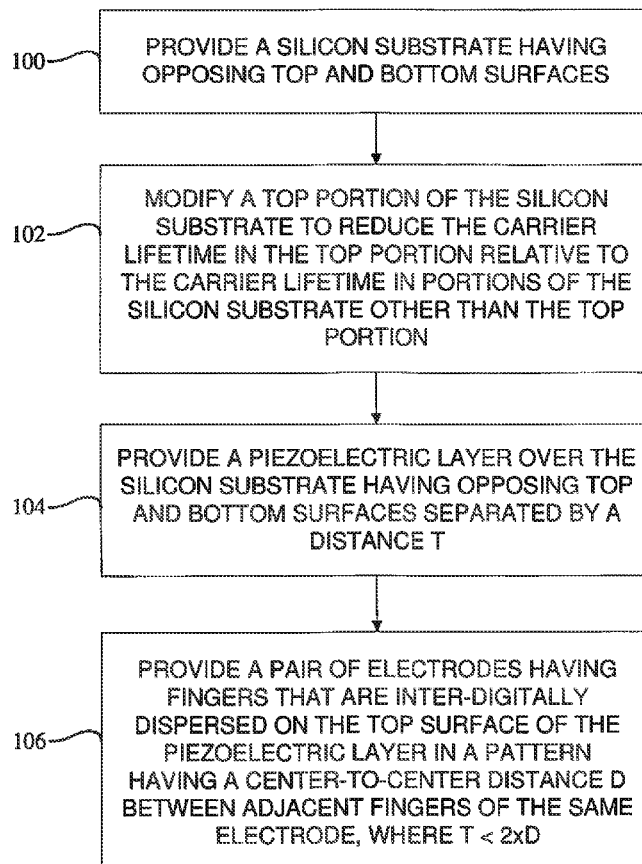 100
PROVIDE A SILICON SUBSTRATE HAVING
OPPOSING TOP AND BOTTOM SURFACES
102
MODIFY A TOP PORTION OF THE SILICON
SUBSTRATE TO REDUCE THE CARRIER
LIFETIME IN THE TOP PORTION RELATIVE TO
THE CARRIER LIFETIME IN PORTIONS OF THE
SILICON SUBSTRATE OTHER THAN THE TOP
PORTION
104
PROVIDE A PIEZOELECTRIC LAYER OVER THE
SILICON SUBSTRATE HAVING OPPOSING TOP
AND BOTTOM SURFACES SEPARATED BY A
DISTANCE T
106
PROVIDE A PAIR OF ELECTRODES HAVING
FINGERS THAT ARE INTER-DIGITALLY
DISPERSED ON THE TOP SURFACE OF THE
PIEZOELECTRIC LAYER IN A PATTERN
HAVING A CENTER-TO-CENTER DISTANCE D
BETWEEN ADJACENT FINGERS OF THE SAME
ELECTRODE, WHERE T < 2xD